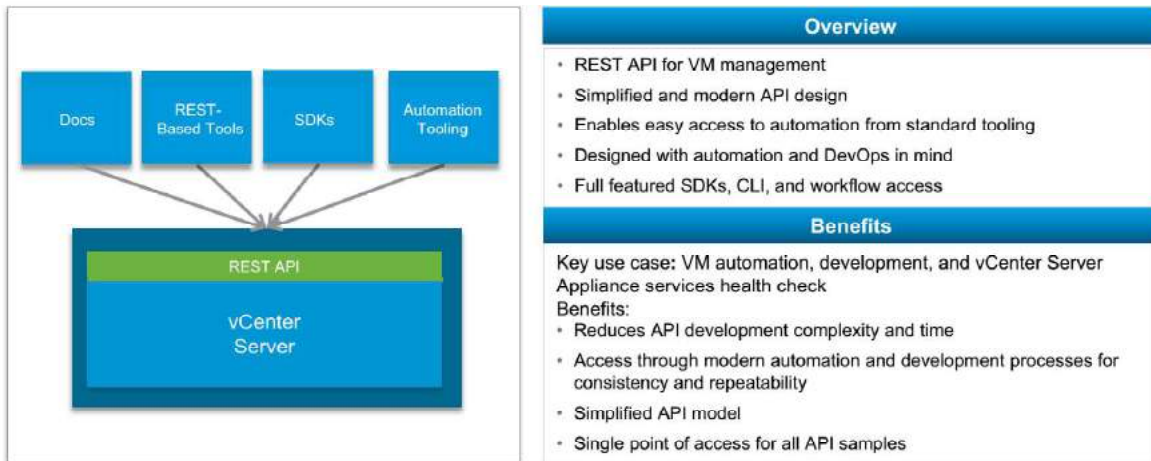 Docs
REST-
Based Tools
SDKs
Automation
Tooling
REST API
vCenter
Server
Overview
• REST API for VM management
• Simplified and modern API design
• Enables easy access to automation from standard tooling
• Designed with automation and DevOps in mind
• Full featured SDKs, CLI, and workflow access
Benefits
Key use case: VM automation, development, and vCenter Server
Appliance services health check
Benefits:
• Reduces API development complexity and time
• Access through modern automation and development processes for
consistency and repeatability
• Simplified API model
• Single point of access for all API samples